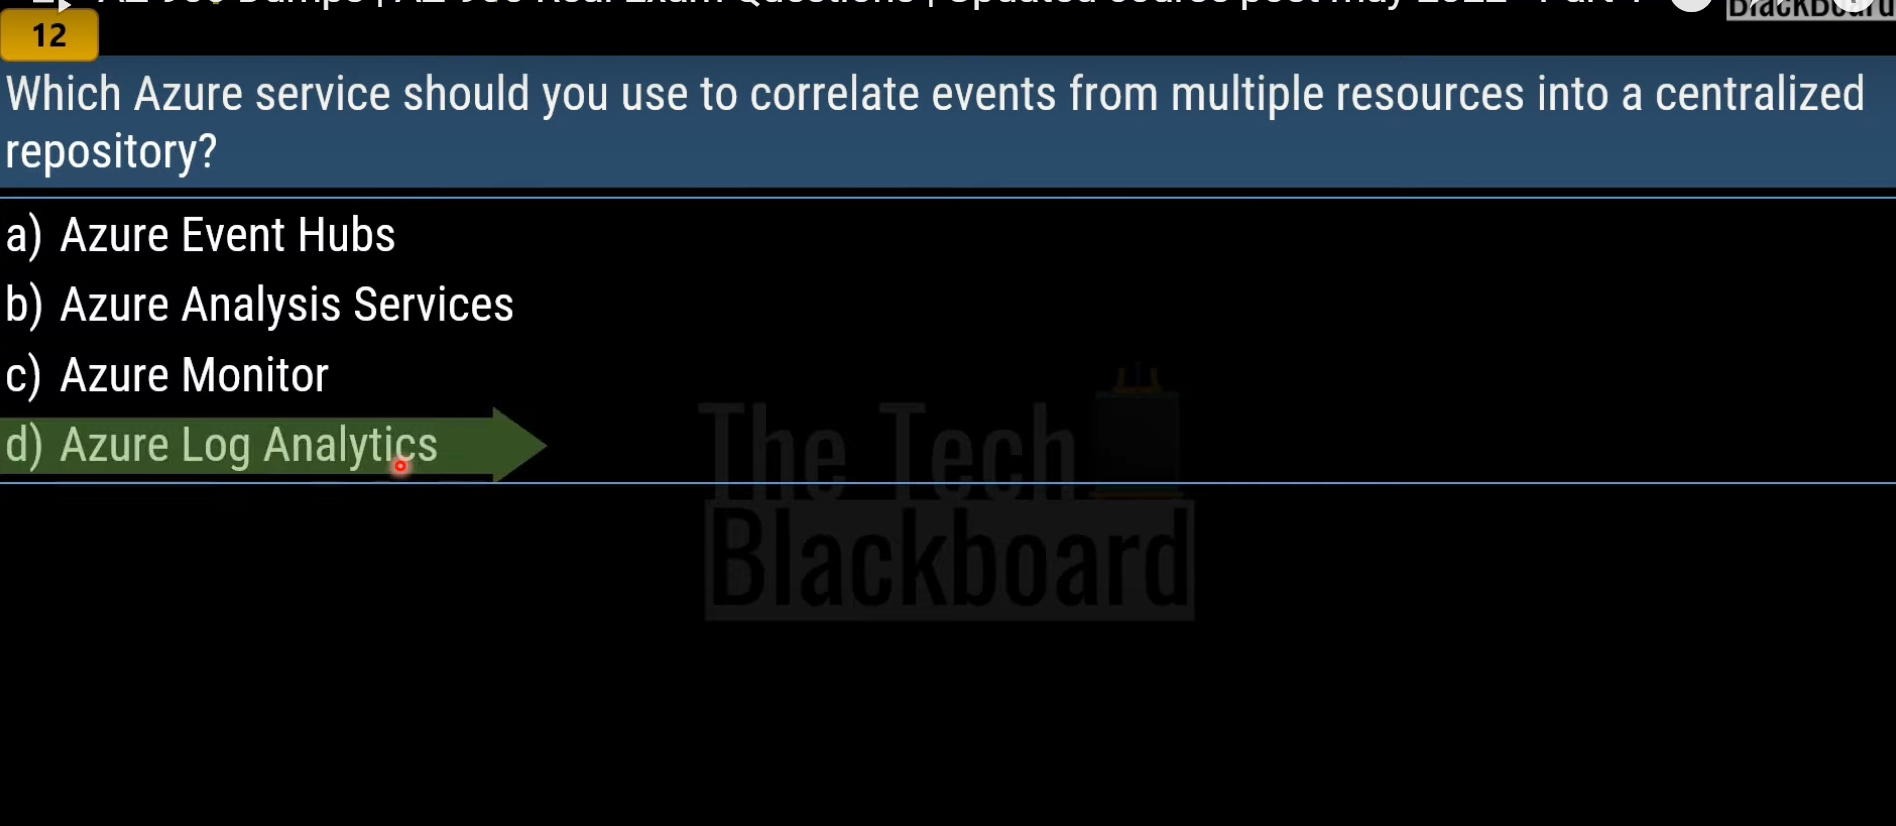 12
Which Azure service should you use to correlate events from multiple resources into a centralized
repository?
a) Azure Event Hubs
b) Azure Analysis Services
c) Azure Monitor
d) Azure Log Analytics
The Tech
Blackboard